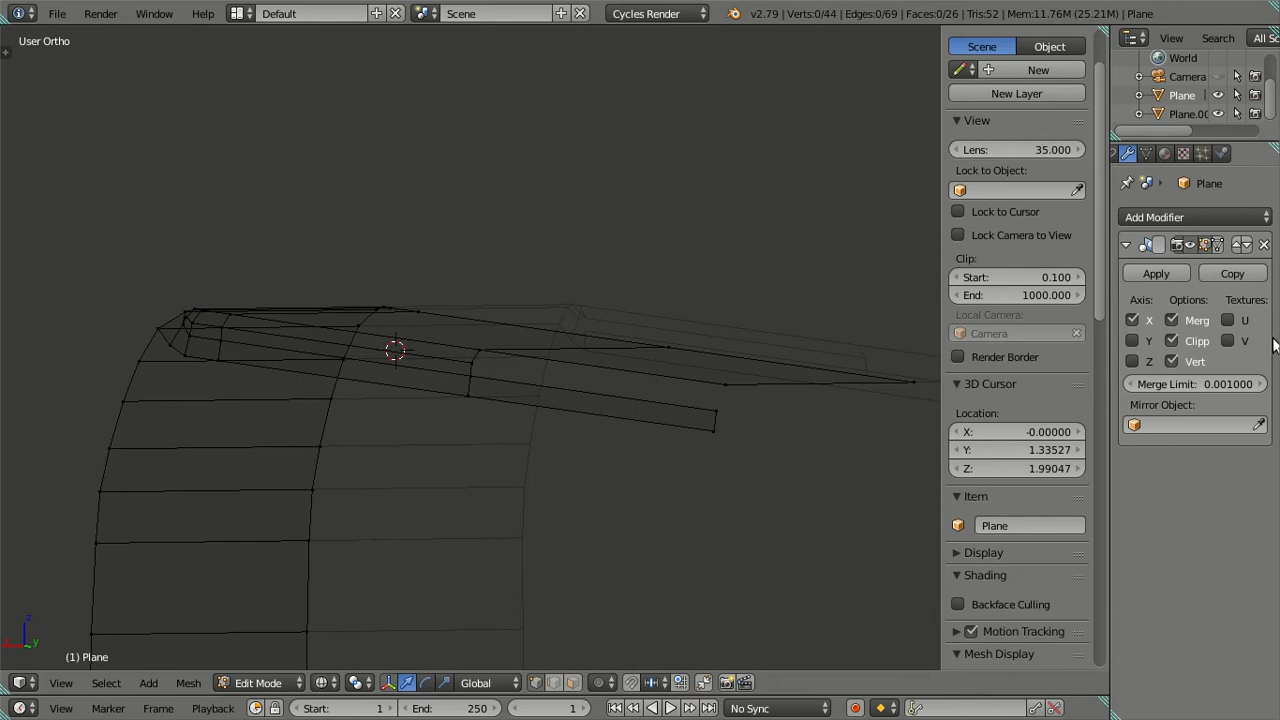 File Render Window Help Default Scene Cycles Render v2.79 | Verts:0/44 | Edges:0/69 | Faces:0/26 | Tris:52 | Mem:11.76M (25.21M) | Plane
User Ortho
Scene Object
New
New Layer
View
Lens: 35.000
Lock to Object:
Lock to Cursor
Lock Camera to View
Clip:
Start: 0.100
End: 1000.000
Local Camera:
Camera
Render Border
3D Cursor
Location:
X: -0.00000
Y: 1.33527
Z: 1.99047
Item
Plane
Display
Shading
Backface Culling
Motion Tracking
Mesh Display
View Search All Sc
World
Camera
Plane
Plane.00
Plane
Add Modifier
Apply Copy
Axis: Options: Textures:
X Merg U
Y Clipp V
Z Vert
Merge Limit: 0.001000
Mirror Object:
z
x y
(1) Plane
View Select Add Mesh Edit Mode Global
View Marker Frame Playback Start: 1 End: 250 1 No Sync